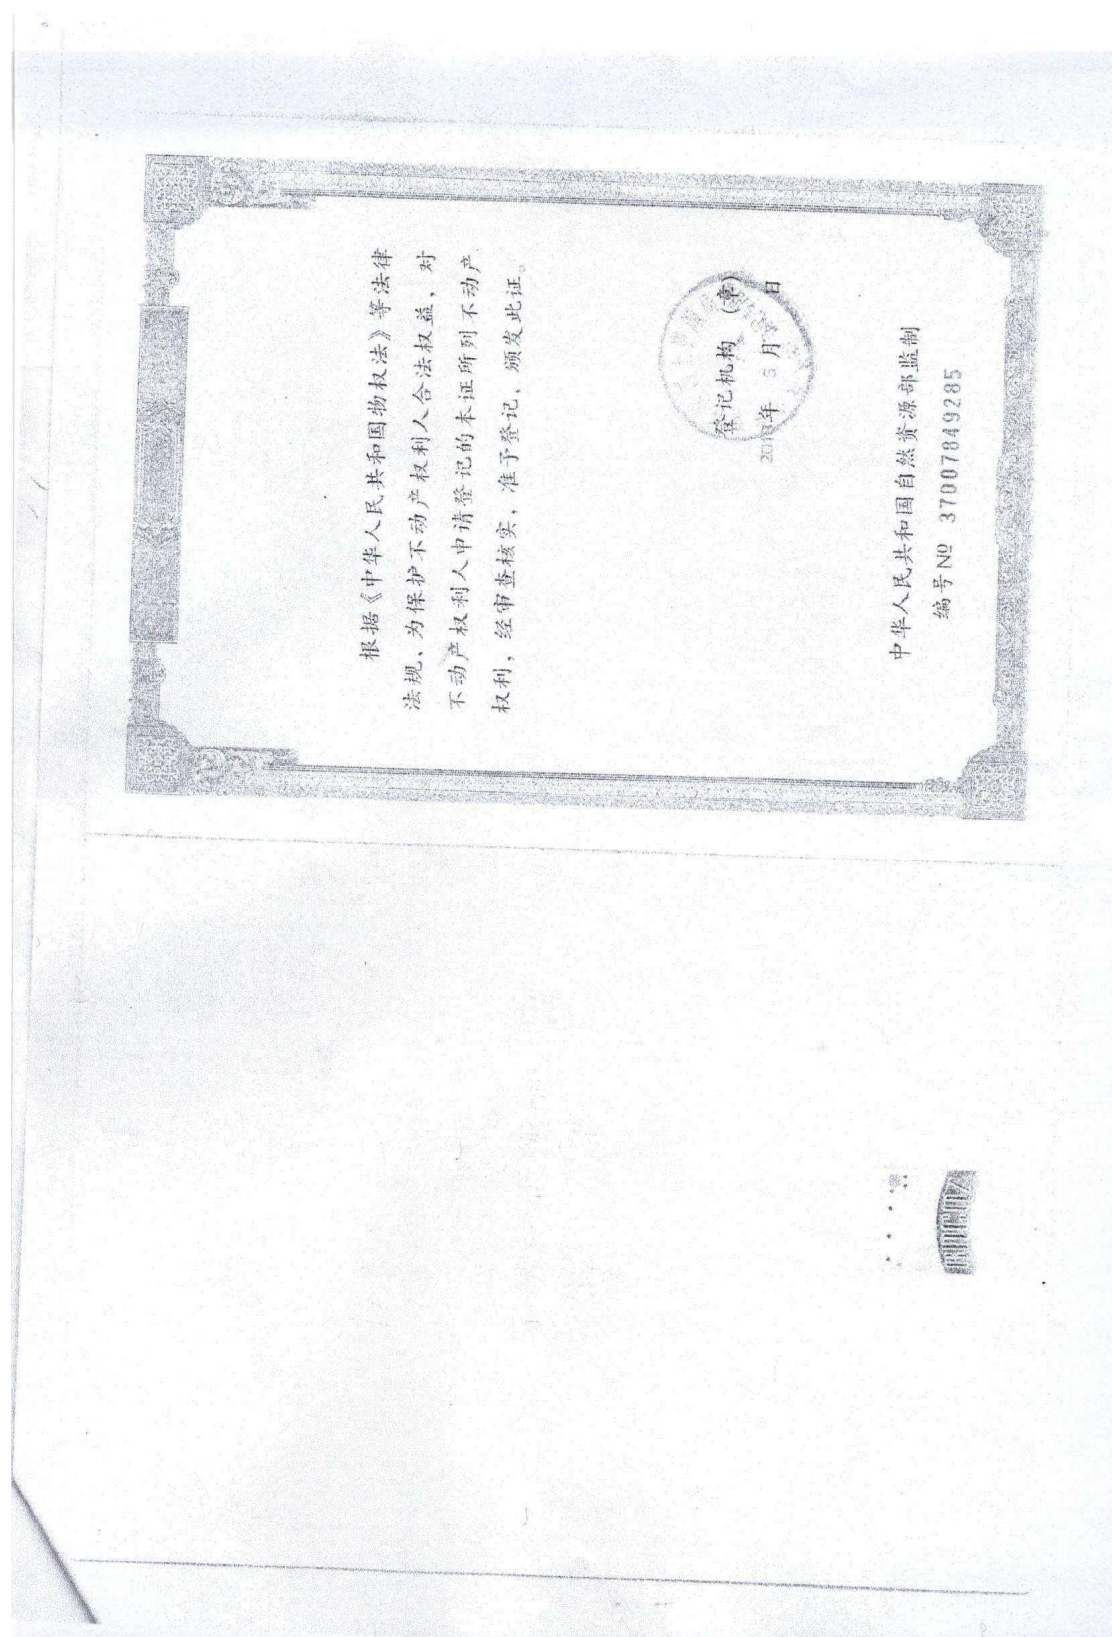 根据《中华人民共和国物权法》等法律
法规、为保护不动产权利人合法权益，对
不动产权利人申请登记的本证所列不动产
权利，经审查核实，准予登记、颁发此证。
登记机构（章）
年 5 月 日
中华人民共和国自然资源部监制
编号№ 37007849285